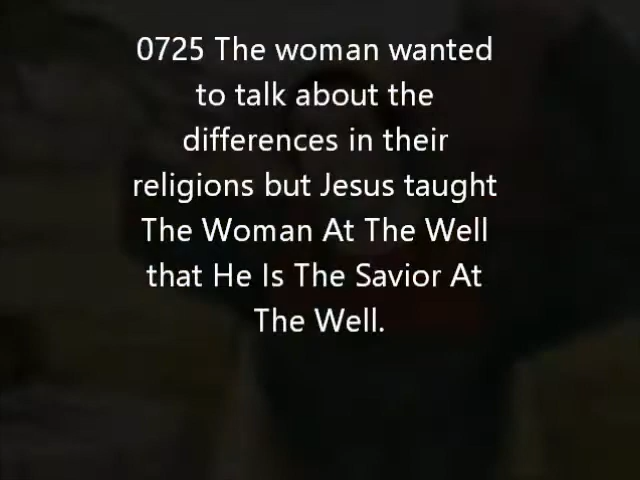 0725 The woman wanted
to talk about the
differences in their
religions but Jesus taught
The Woman At The Well
that He Is The Savior At
The Well.